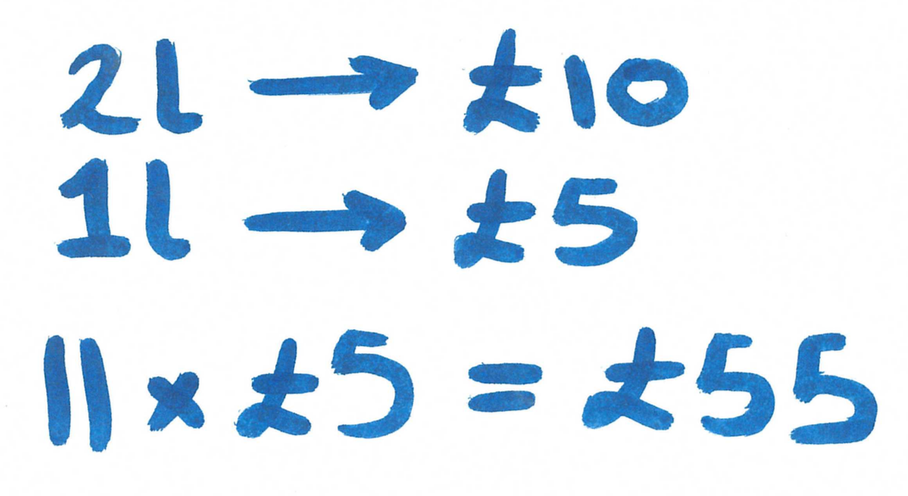 2l → £10
1l → £5
11 × £5 = £55